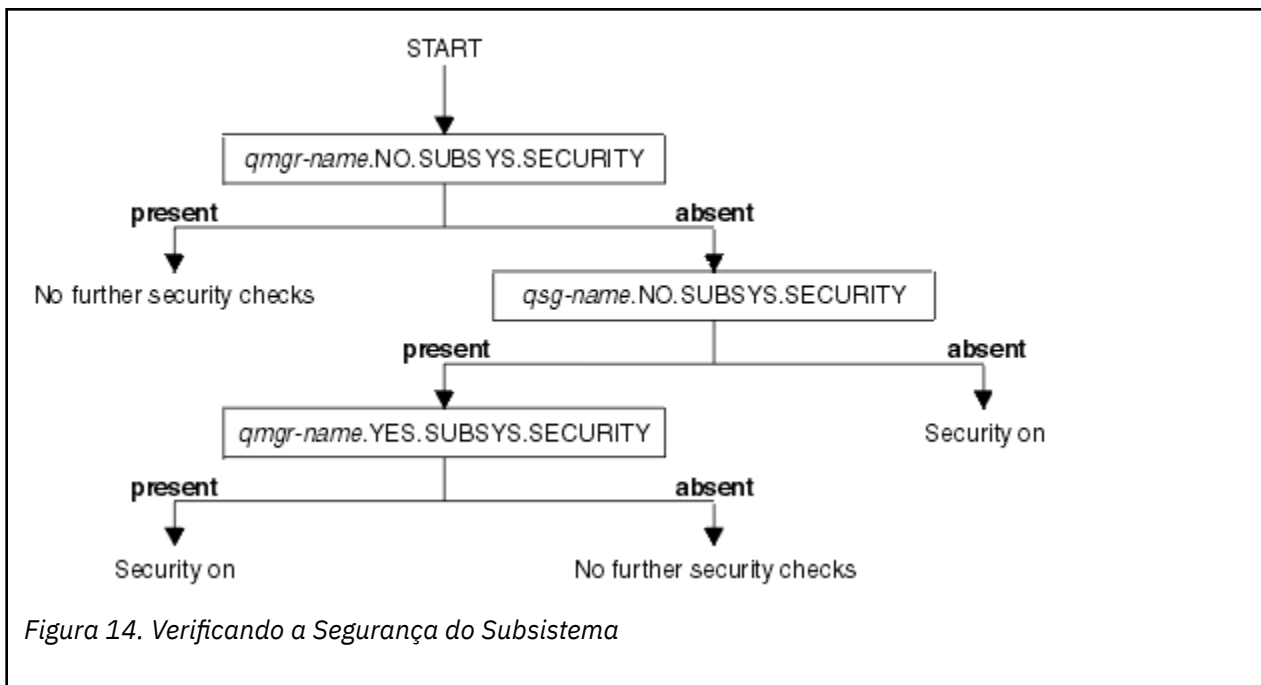 START
qmgr-name.NO.SUBSYS.SECURITY
present
absent
No further security checks
qsg-name.NO.SUBSYS.SECURITY
present
absent
qmgr-name.YES.SUBSYS.SECURITY
Security on
present
absent
Security on
No further security checks
Figura 14. Verificando a Segurança do Subsistema